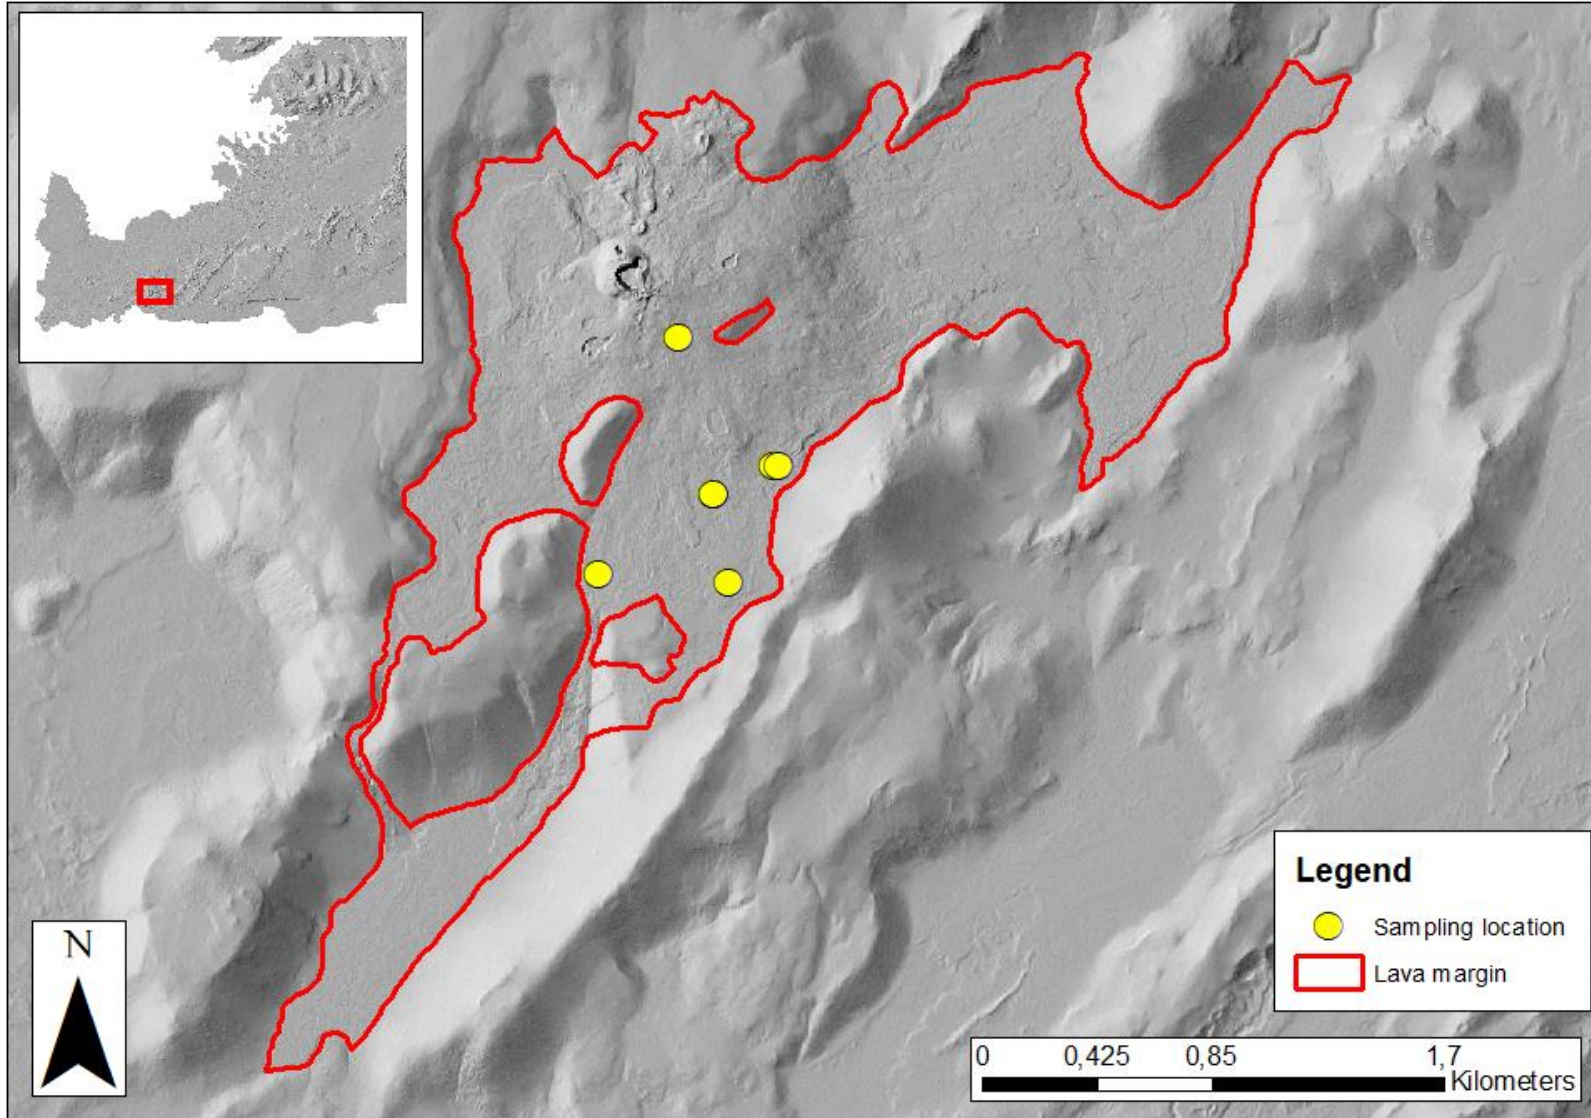 N
Legend
Sampling location
Lava margin
0 0,425 0,85 1,7
Kilometers